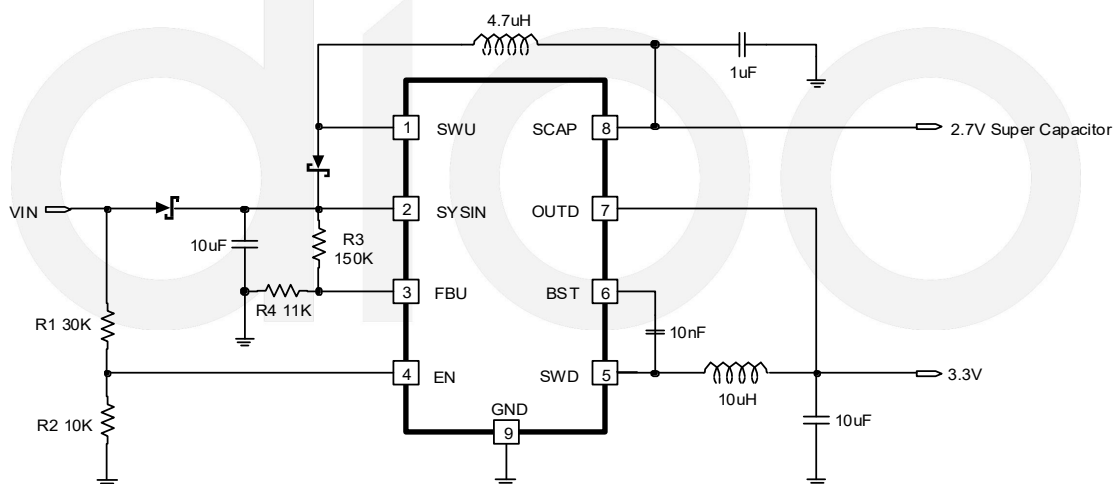 4.7uH
1uF
1 SWU
SCAP 8
2.7V Super Capacitor
VIN
2 SYSIN
OUTD 7
10uF
R3
150K
3 FBU
BST 6
R4 11K
R1 30K
10nF
4 EN
SWD 5
3.3V
10uH
GND
9
R2 10K
10uF
dioo